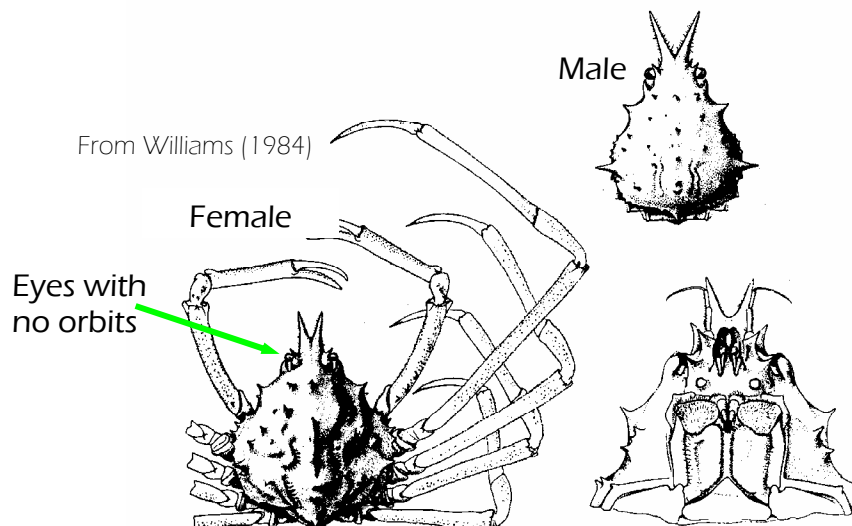 Male
From Williams (1984)
Female
Eyes with
no orbits